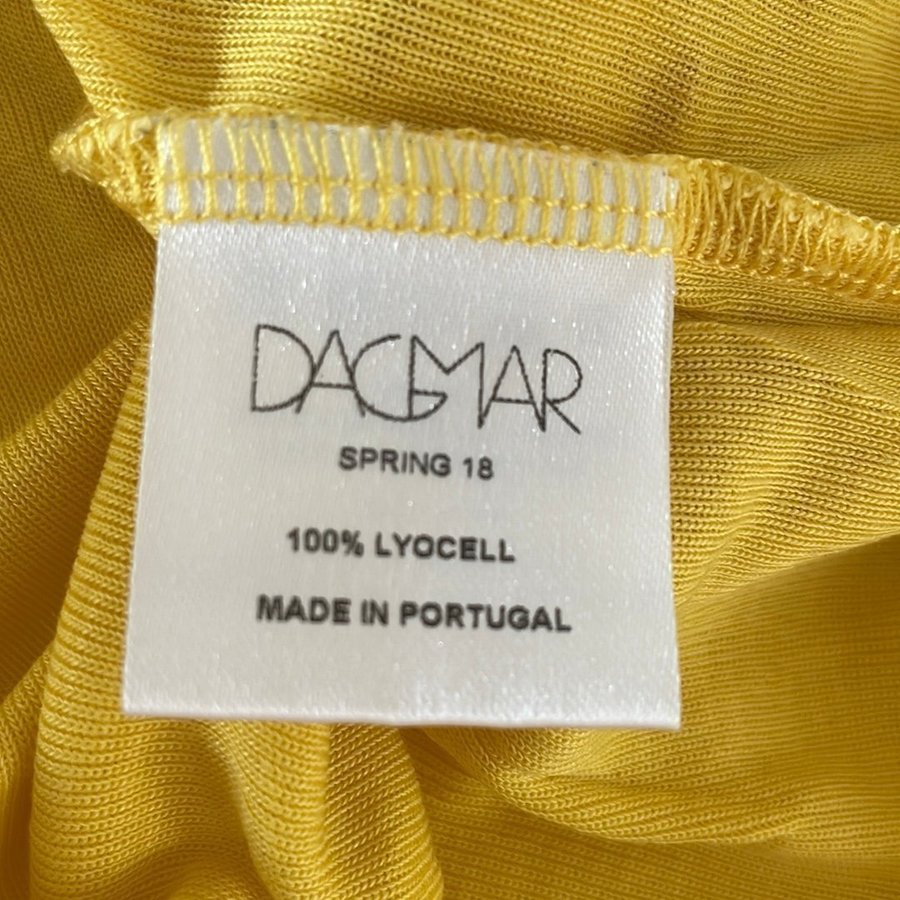 DAGMAR
SPRING 18
100% LYOCELL
MADE IN PORTUGAL